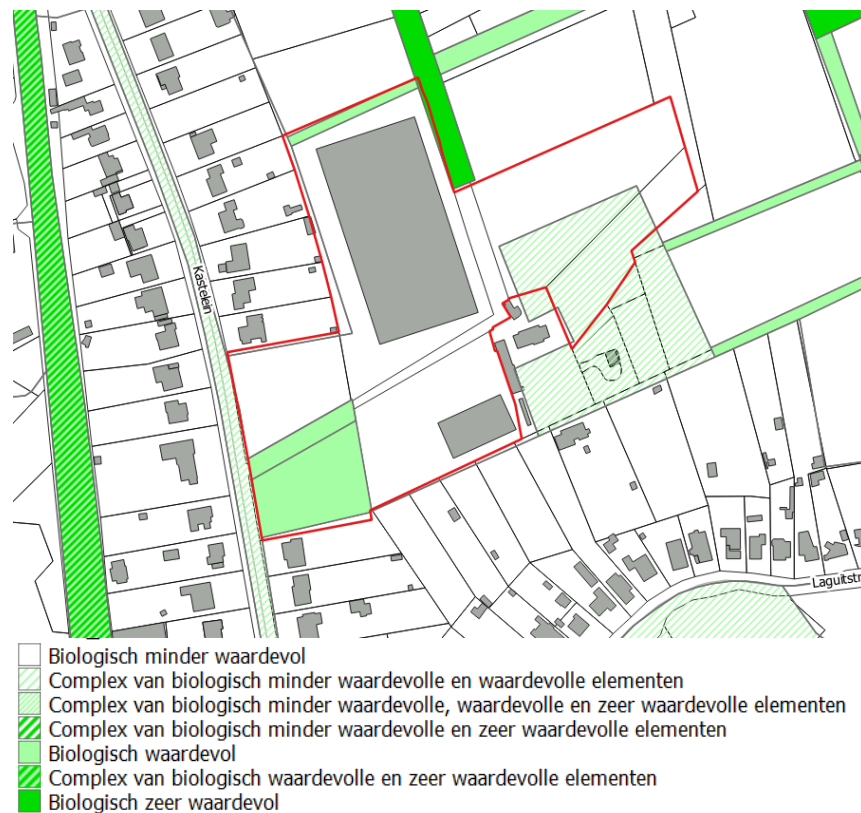 Kastelein
Laguitstr
Biologisch minder waardevol
Complex van biologisch minder waardevolle en waardevolle elementen
Complex van biologisch minder waardevolle, waardevolle en zeer waardevolle elementen
Complex van biologisch minder waardevolle en zeer waardevolle elementen
Biologisch waardevol
Complex van biologisch waardevolle en zeer waardevolle elementen
Biologisch zeer waardevol